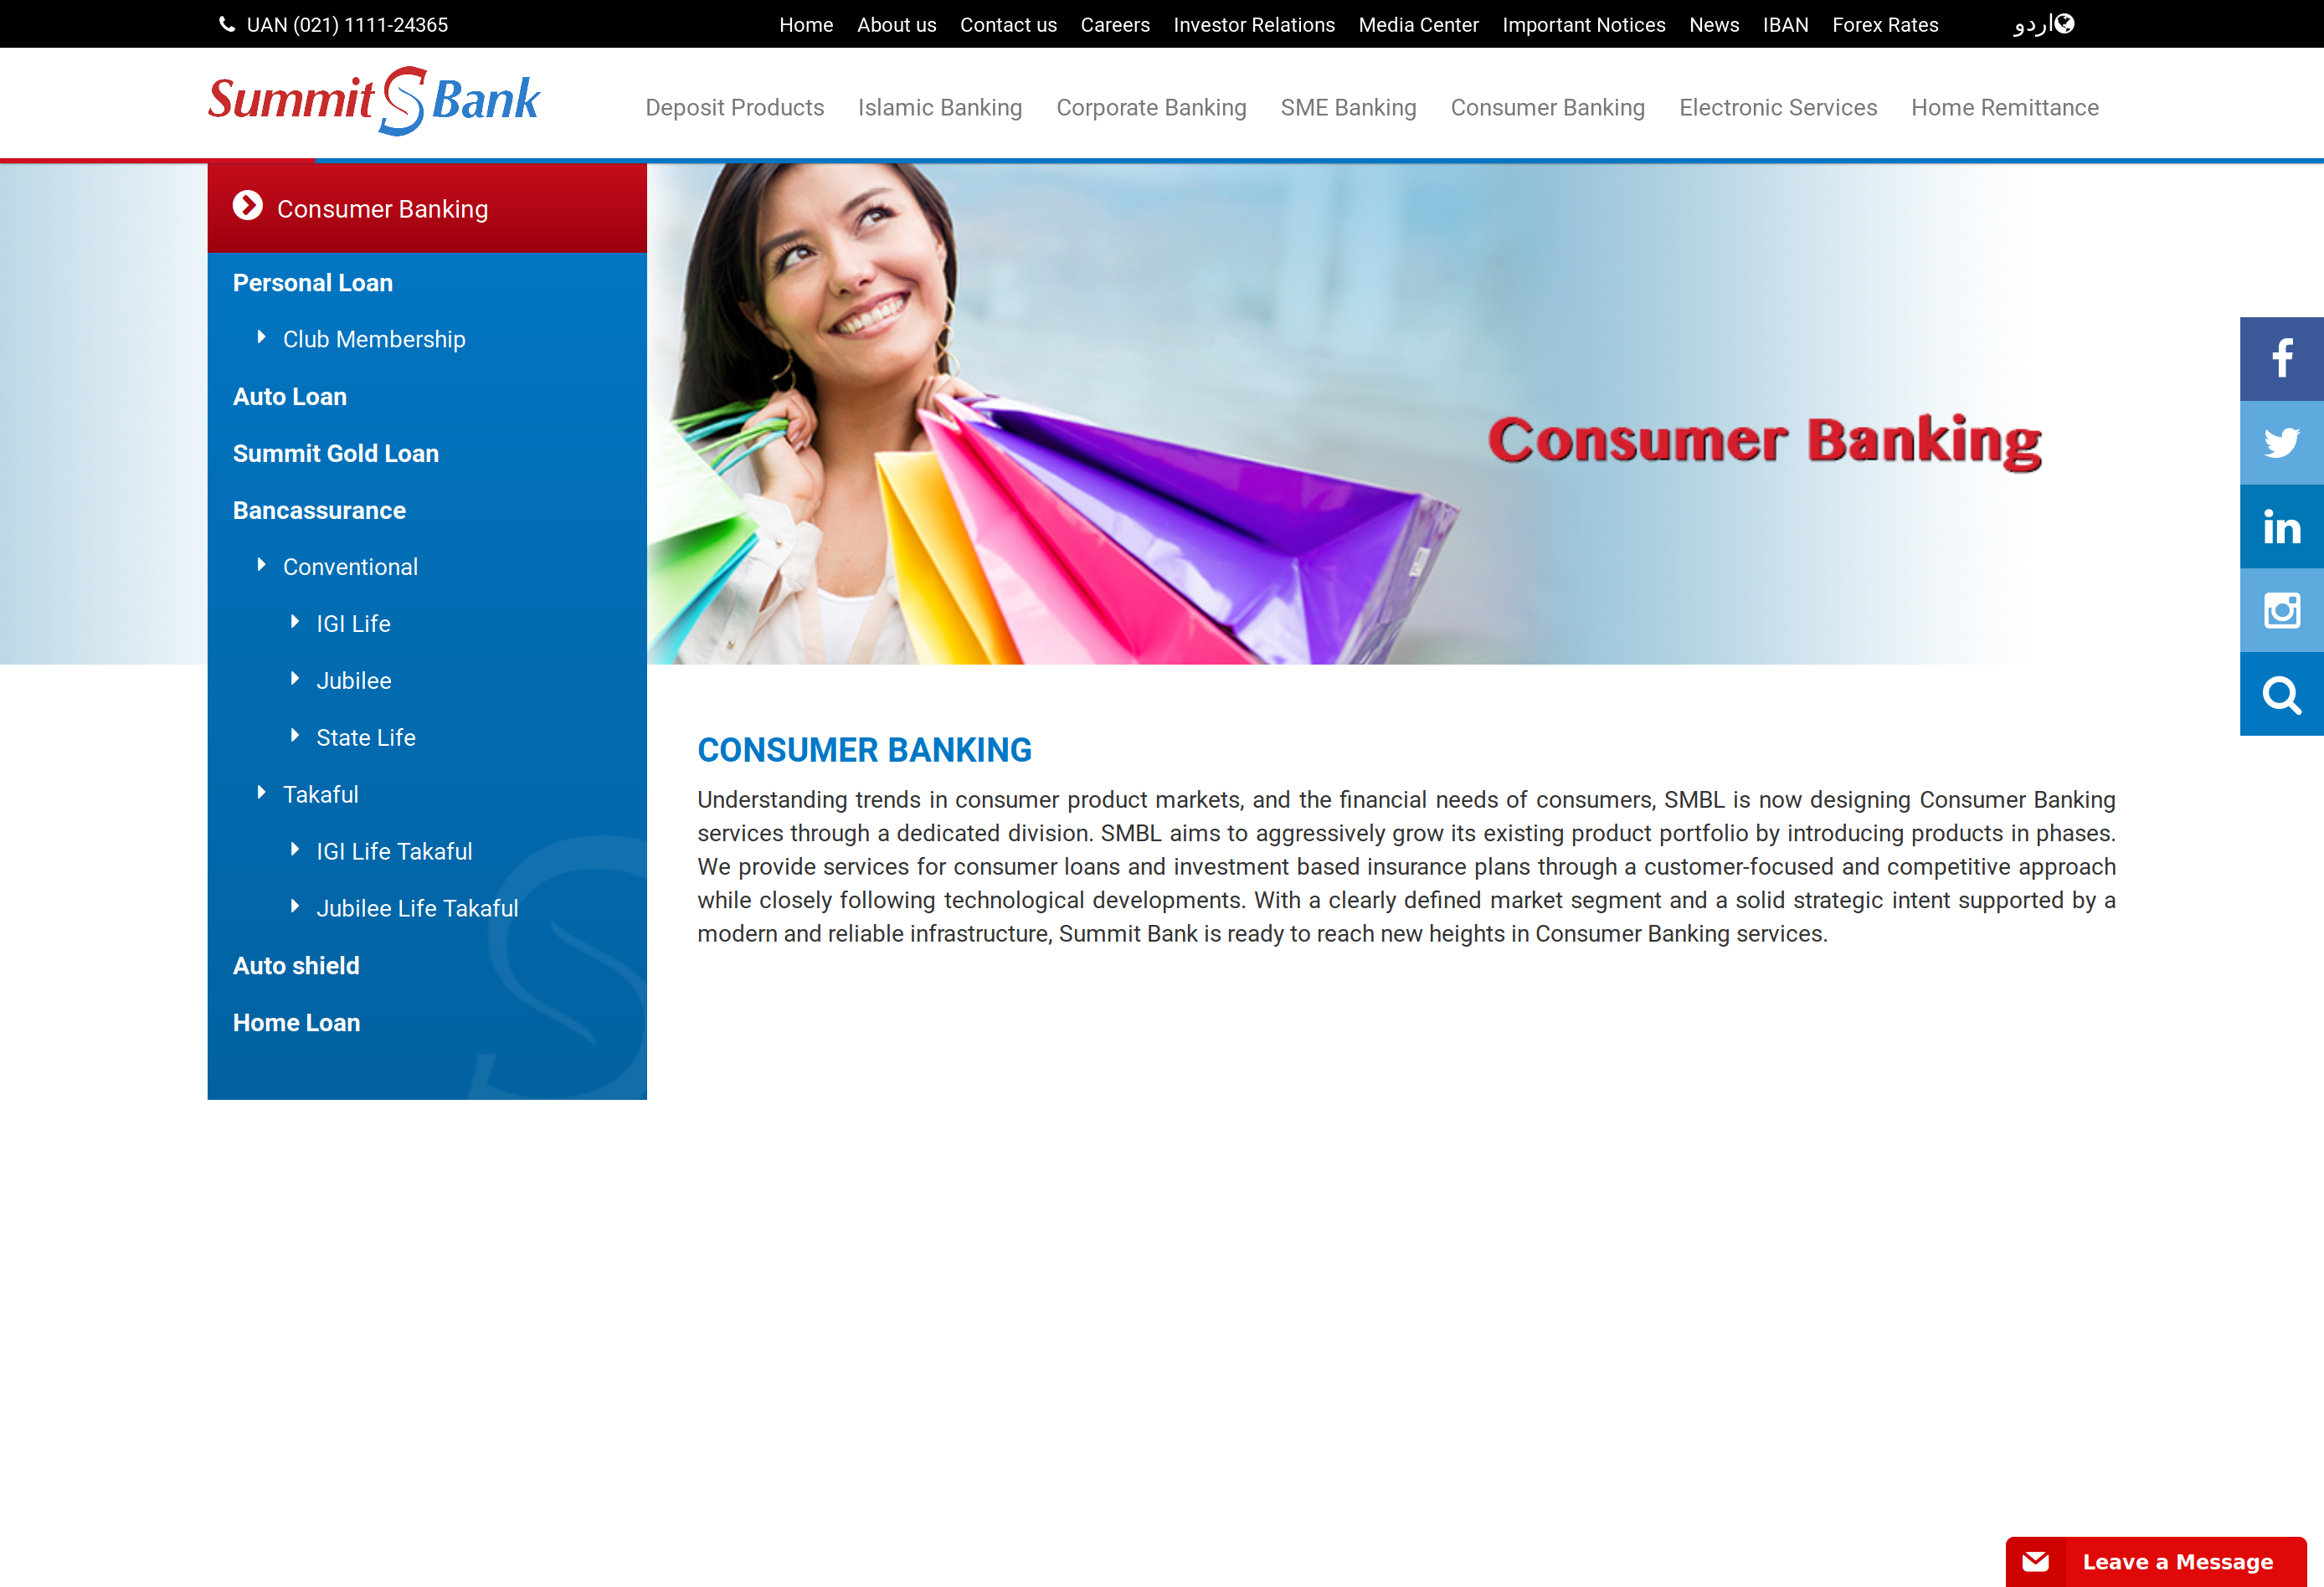 UAN (021) 1111-24365
Home About us Contact us Careers Investor Relations Media Center Important Notices News IBAN Forex Rates اردو
Summit S Bank
Deposit Products Islamic Banking Corporate Banking SME Banking Consumer Banking Electronic Services Home Remittance
Consumer Banking
Personal Loan
Club Membership
Auto Loan
Summit Gold Loan
Bancassurance
Conventional
IGI Life
Jubilee
State Life
Takaful
IGI Life Takaful
Jubilee Life Takaful
Auto shield
Home Loan
Consumer Banking
CONSUMER BANKING
Understanding trends in consumer product markets, and the financial needs of consumers, SMBL is now designing Consumer Banking
services through a dedicated division. SMBL aims to aggressively grow its existing product portfolio by introducing products in phases.
We provide services for consumer loans and investment based insurance plans through a customer-focused and competitive approach
while closely following technological developments. With a clearly defined market segment and a solid strategic intent supported by a
modern and reliable infrastructure, Summit Bank is ready to reach new heights in Consumer Banking services.
Leave a Message